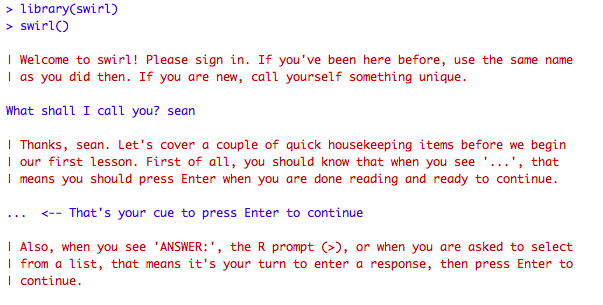 > library(swirl)
> swirl()
| Welcome to swirl! Please sign in. If you've been here before, use the same name
| as you did then. If you are new, call yourself something unique.
What shall I call you? sean
| Thanks, sean. Let's cover a couple of quick housekeeping items before we begin
| our first lesson. First of all, you should know that when you see '...', that
| means you should press Enter when you are done reading and ready to continue.
... <-- That's your cue to press Enter to continue
| Also, when you see 'ANSWER:', the R prompt (>), or when you are asked to select
| from a list, that means it's your turn to enter a response, then press Enter to
| continue.